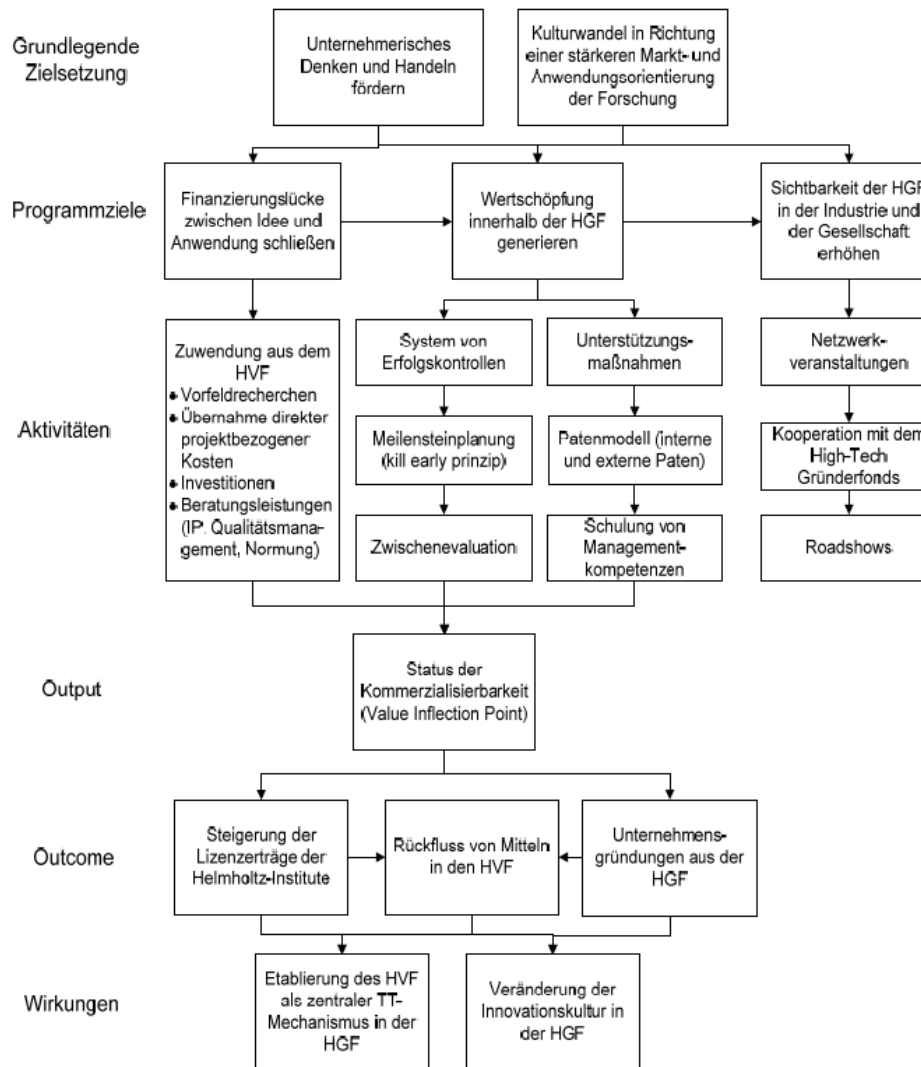 Grundlegende
Zielsetzung
Unternehmerisches
Denken und Handeln
fördern
Kulturwandel in Richtung
einer stärkeren Markt- und
Anwendungsorientierung
der Forschung
Programmziele
Finanzierungslücke
zwischen Idee und
Anwendung schließen
Wertschöpfung
innerhalb der HGF
generieren
Sichtbarkeit der HGF
in der Industrie und
der Gesellschaft
erhöhen
Aktivitäten
Zuwendung aus dem
HVF
• Vorfeldrecherchen
• Übernahme direkter
projektbezogener
Kosten
• Investitionen
• Beratungsleistungen
(IP, Qualitätsmana-
gement, Normung)
System von
Erfolgskontrollen
Meilensteinplanung
(kill early prinzip)
Zwischenevaluation
Unterstützungs-
maßnahmen
Patenmodell (interne
und externe Paten)
Schulung von
Management-
kompetenzen
Netzwerk-
veranstaltungen
Kooperation mit dem
High-Tech
Gründerfonds
Roadshows
Output
Status der
Kommerzialisierbarkeit
(Value Inflection Point)
Outcome
Steigerung der
Lizenzerträge der
Helmholtz-Institute
Rückfluss von Mitteln
in den HVF
Unternehmens-
gründungen aus der
HGF
Wirkungen
Etablierung des HVF
als zentraler TT-
Mechanismus in der
HGF
Veränderung der
Innovationskultur in
der HGF